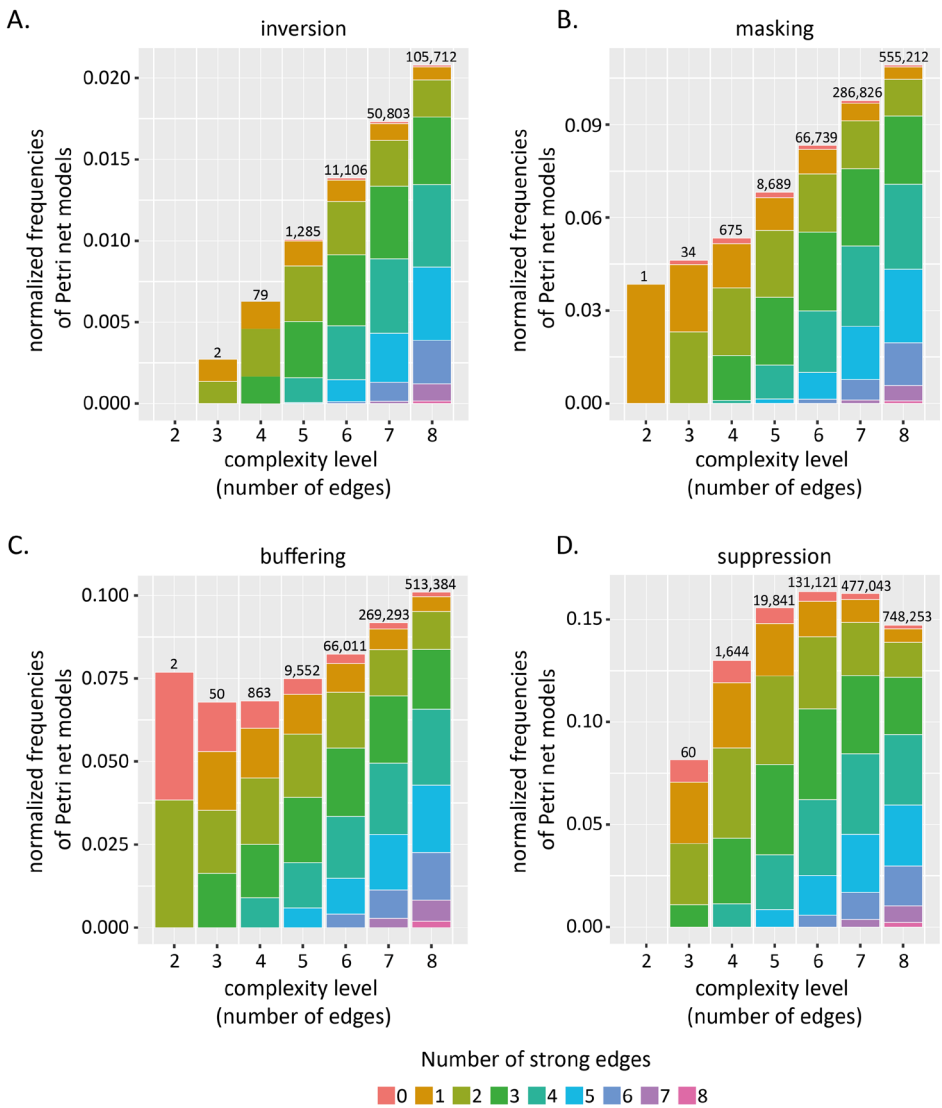 A.
inversion
normalized frequencies
of Petri net models
0.020
0.015
0.010
0.005
0.000
2
79
1,285
11,106
50,803
105,712
2 3 4 5 6 7 8
complexity level
(number of edges)
B.
masking
normalized frequencies
of Petri net models
0.09
0.06
0.03
0.00
1
34
675
8,689
66,739
286,826
555,212
2 3 4 5 6 7 8
complexity level
(number of edges)
C.
buffering
normalized frequencies
of Petri net models
0.100
0.075
0.050
0.025
0.000
2
50
863
9,552
66,011
269,293
513,384
2 3 4 5 6 7 8
complexity level
(number of edges)
D.
suppression
normalized frequencies
of Petri net models
0.15
0.10
0.05
0.00
60
1,644
19,841
131,121
477,043
748,253
2 3 4 5 6 7 8
complexity level
(number of edges)
Number of strong edges
0 1 2 3 4 5 6 7 8